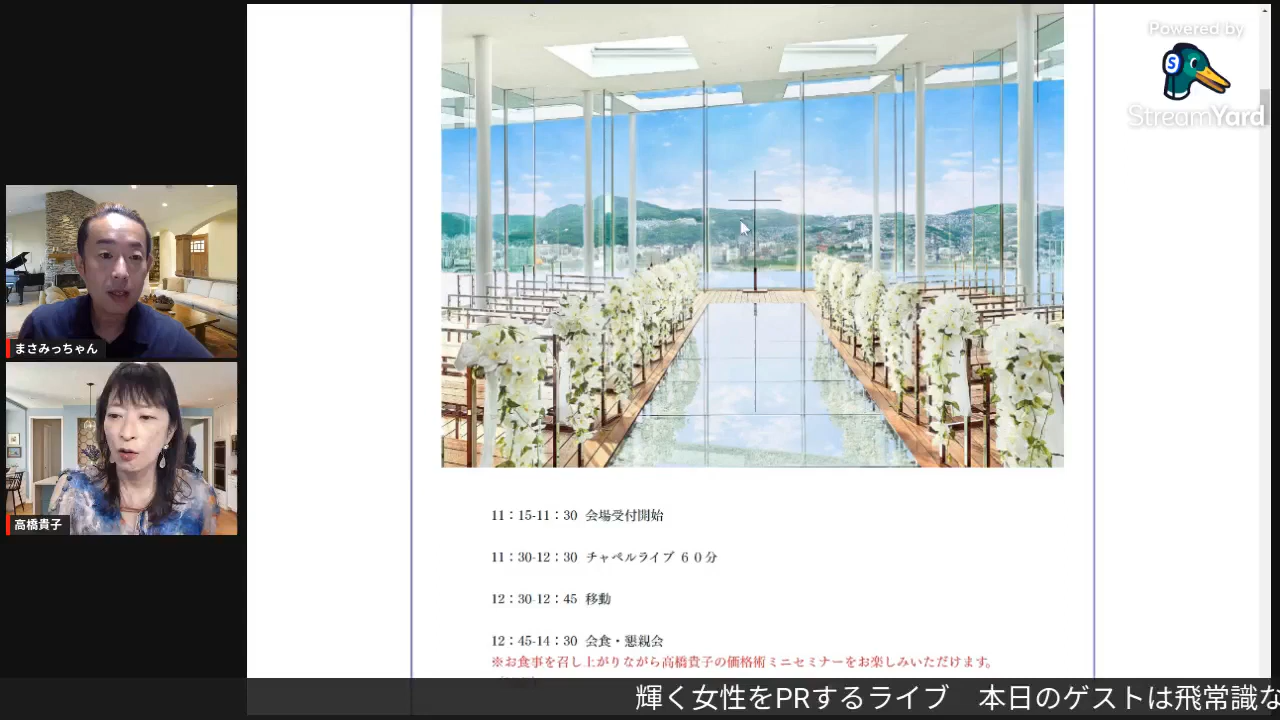 Powered by
S
StreamYard
まさみっちゃん
高橋貴子
11：15-11：30 会場受付開始
11：30-12：30 チャペルライブ ６０分
12：30-12：45 移動
12：45-14：30 会食・懇親会
※お食事を召し上がりながら高橋貴子の価格術ミニセミナーをお楽しみいただけます。
輝く女性をPRするライブ　本日のゲストは飛常識な